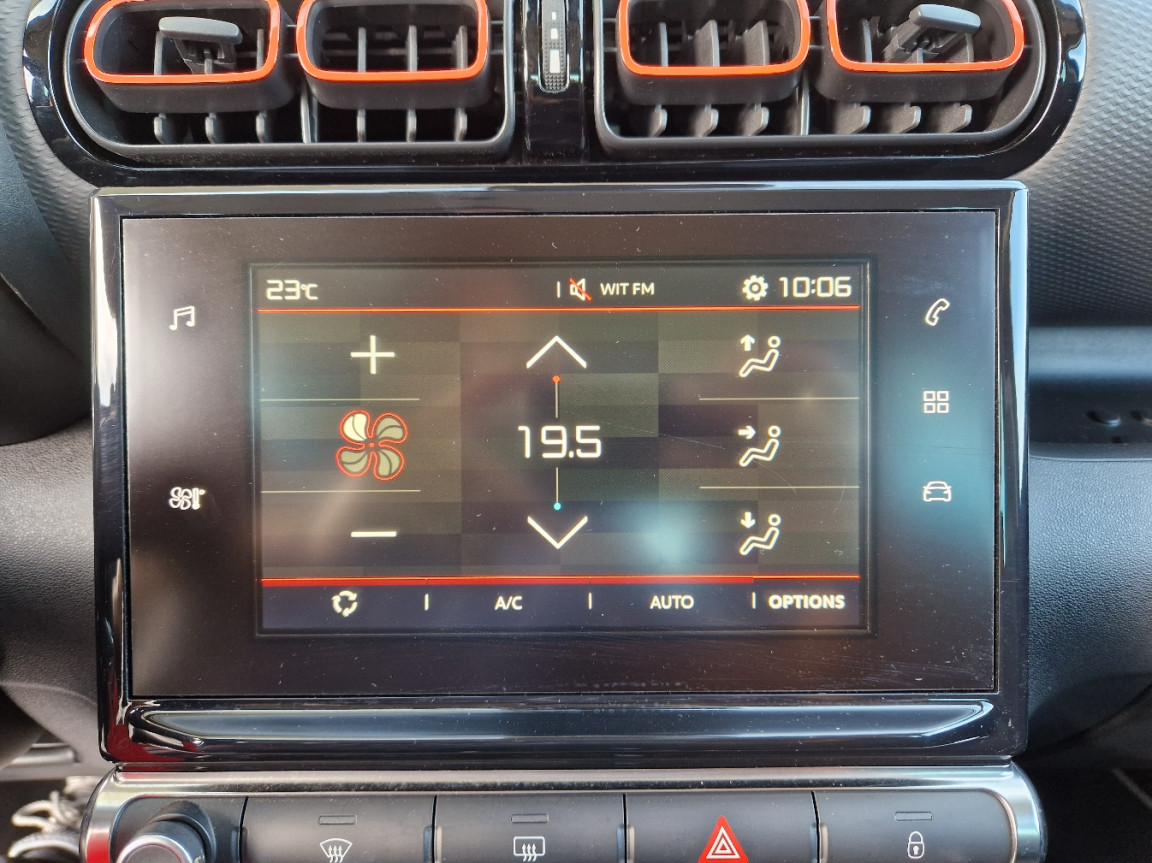 23°C WIT FM 10:06
19.5
A/C AUTO OPTIONS